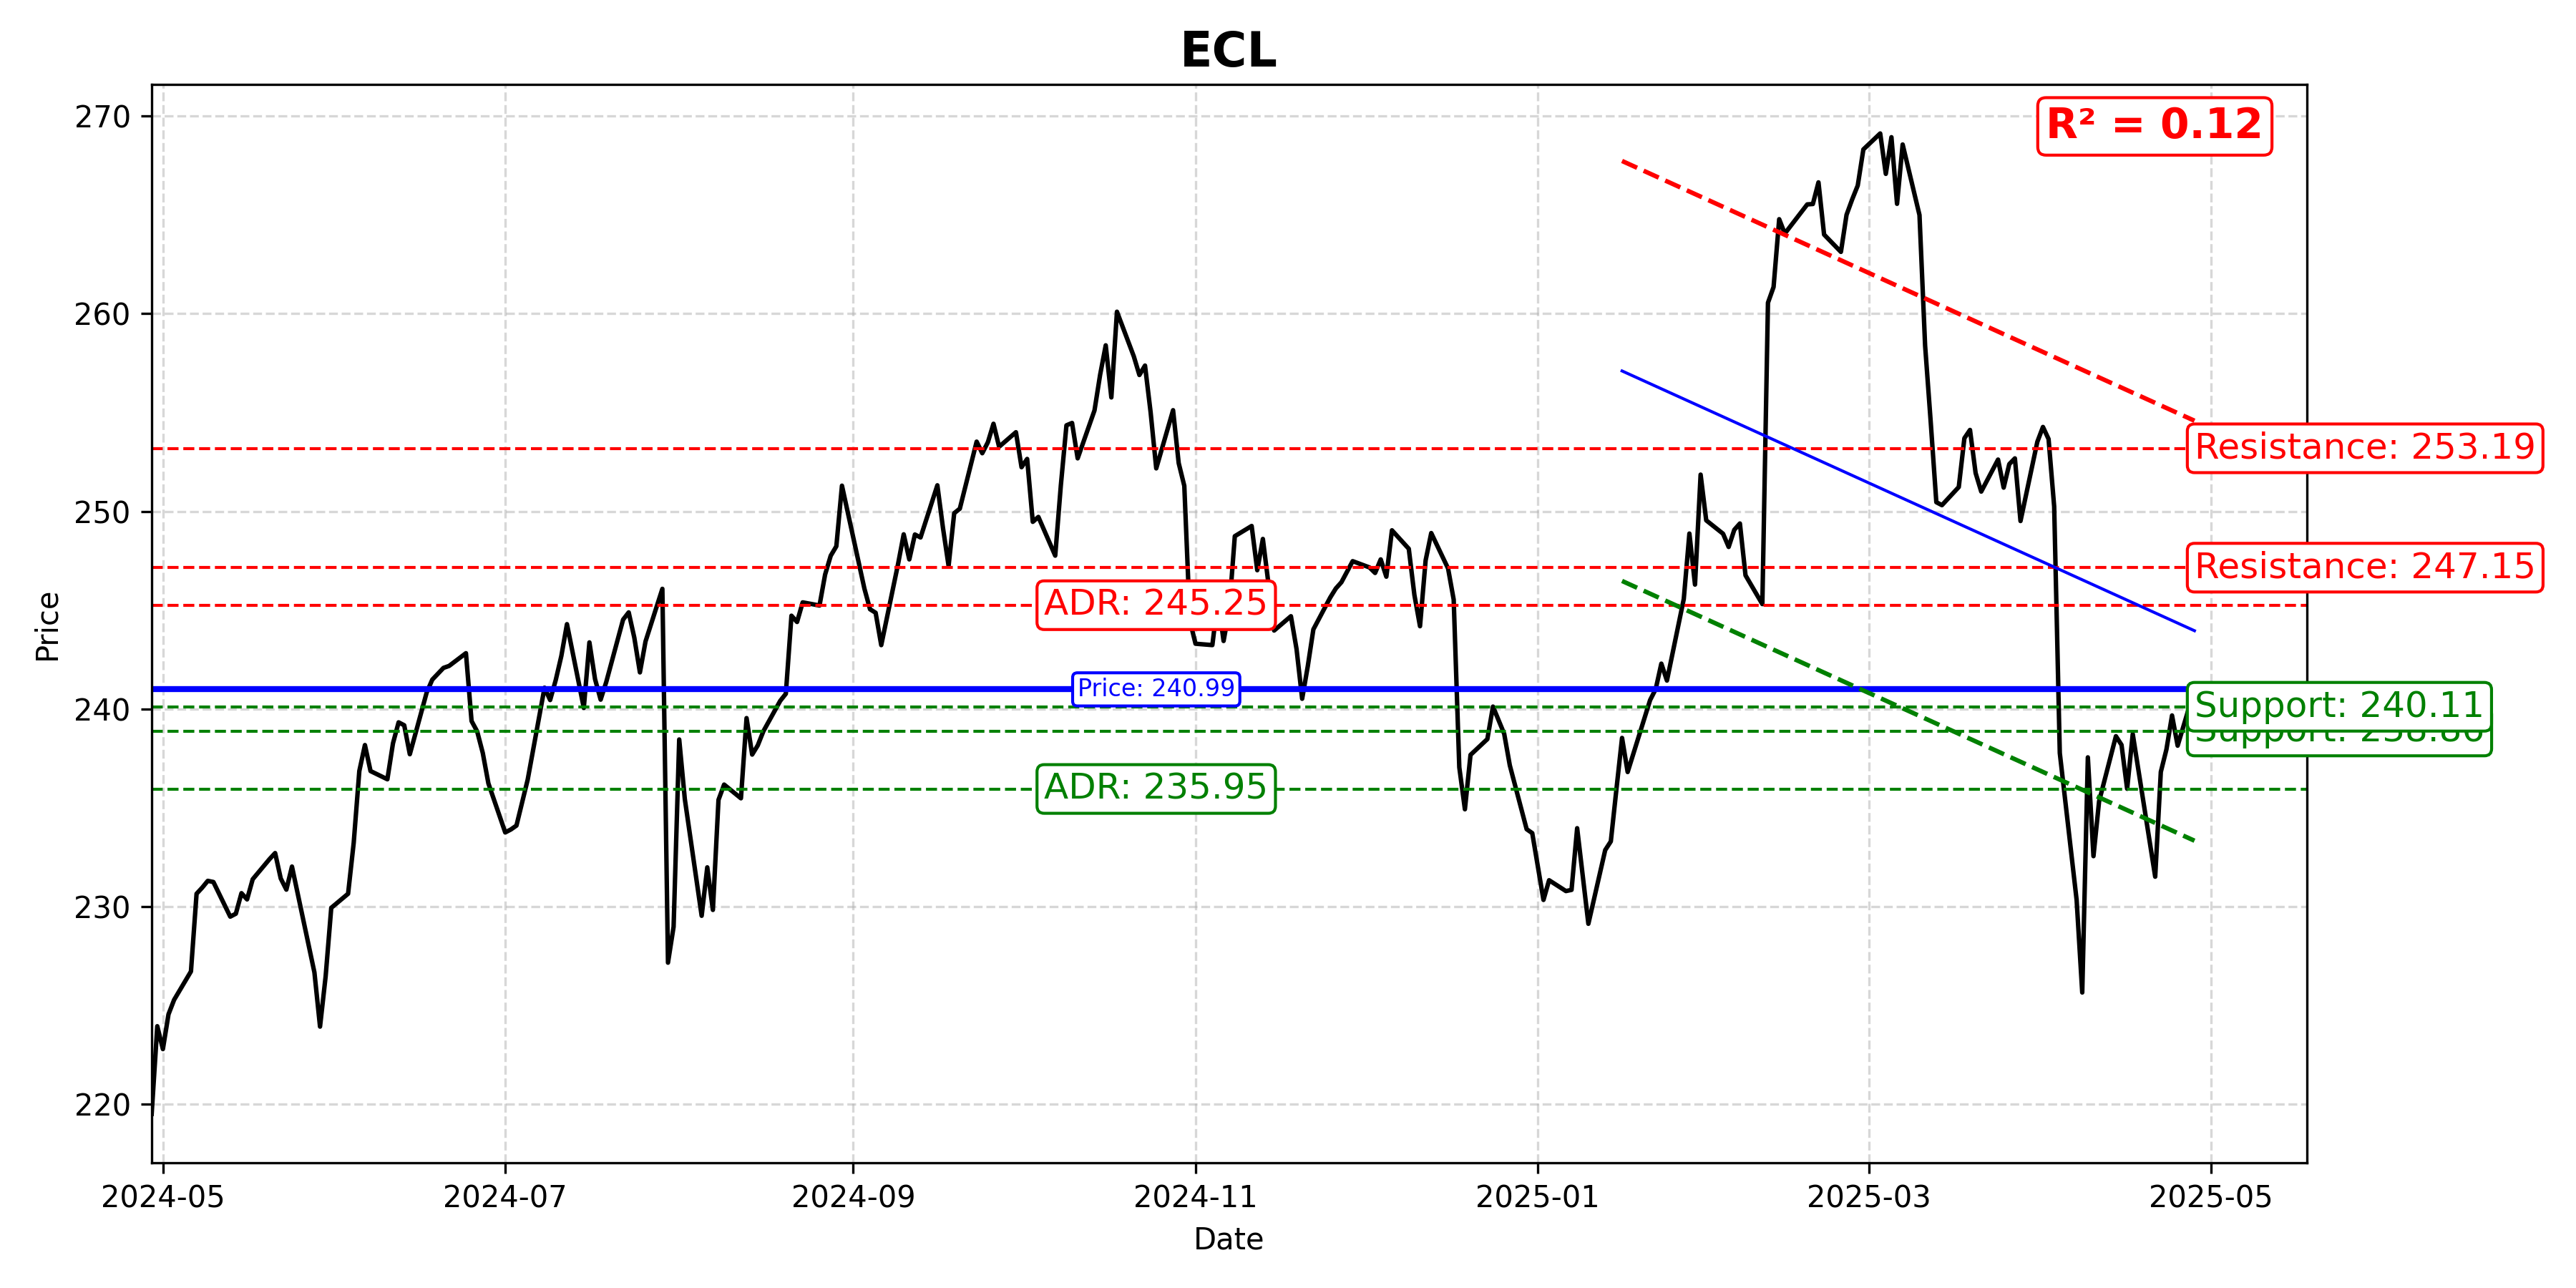 ECL
R² = 0.12
270
260
250
240
230
220
Price
Resistance: 253.19
Resistance: 247.15
ADR: 245.25
Price: 240.99
Support: 240.11
Support:
ADR: 235.95
2024-05
2024-07
2024-09
2024-11
2025-01
2025-03
2025-05
Date